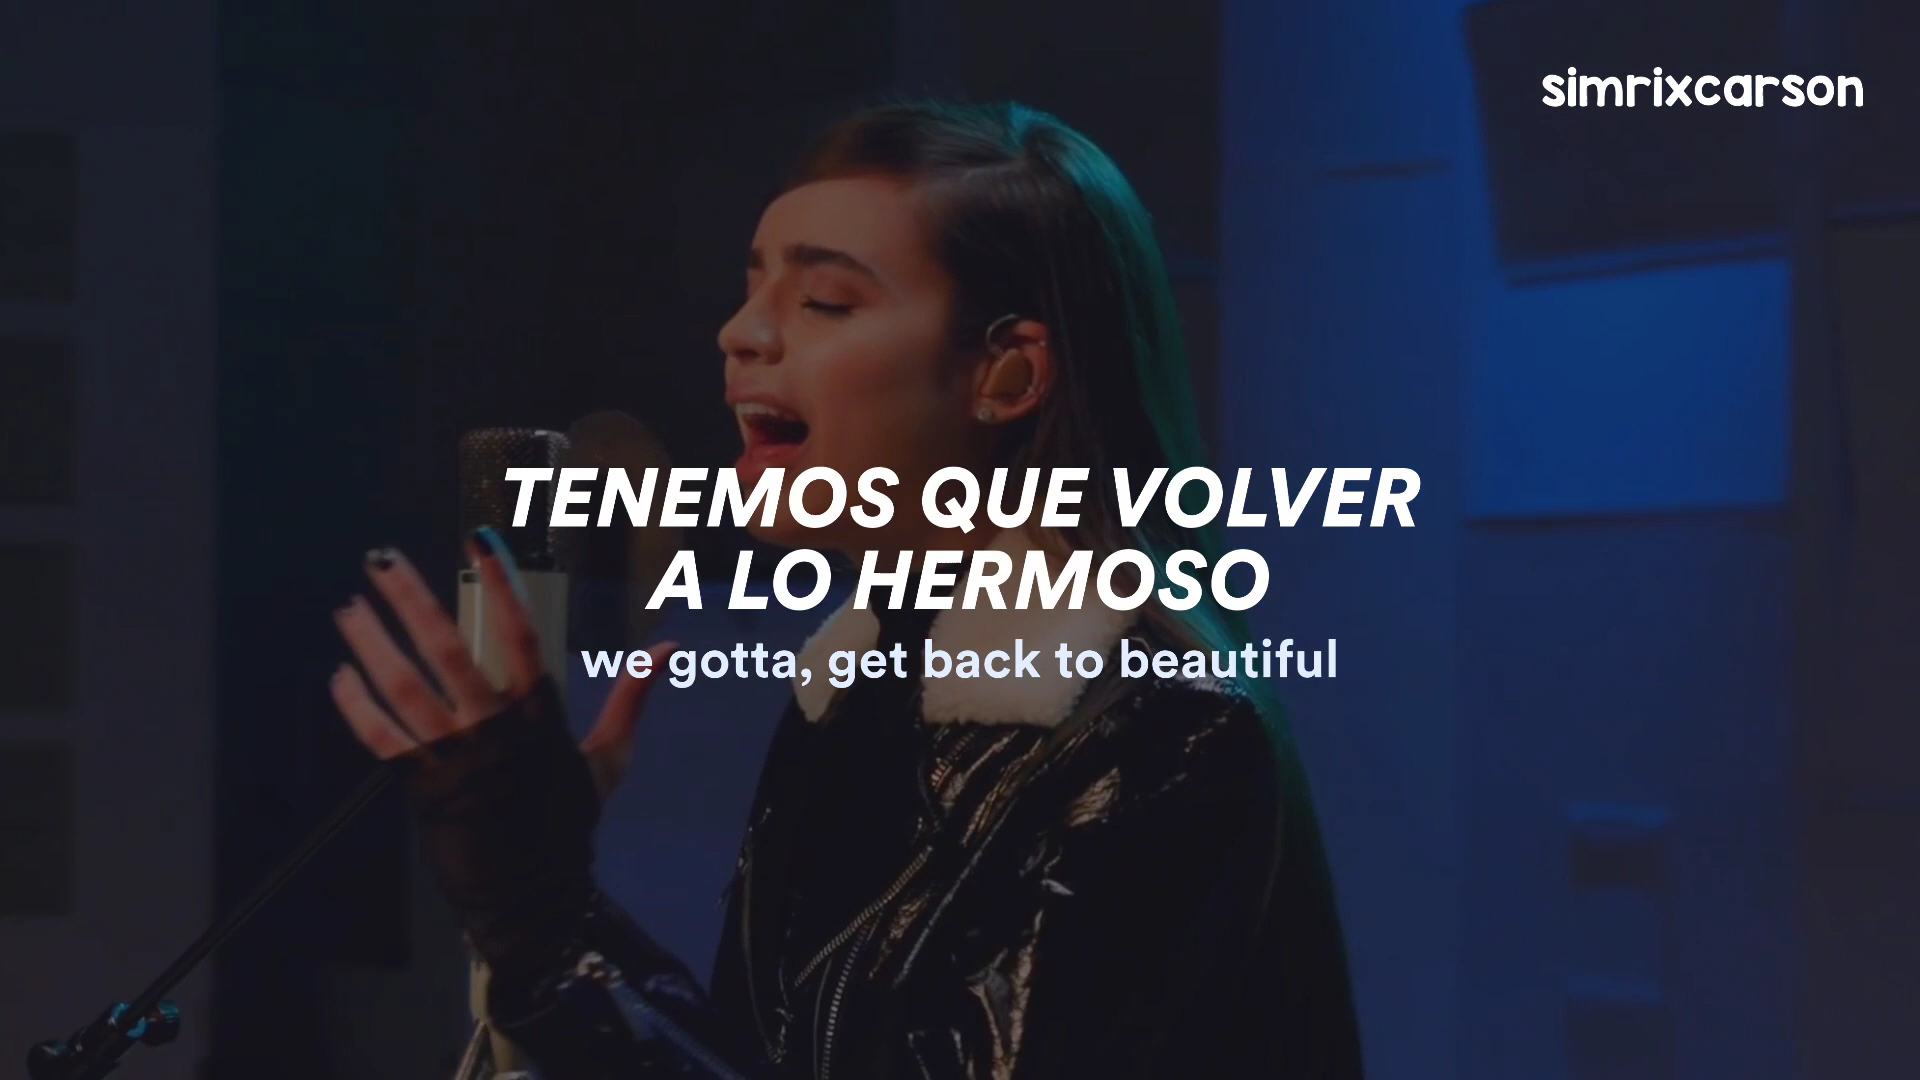 simrixcarson
TENEMOS QUE VOLVER
A LO HERMOSO
we gotta, get back to beautiful